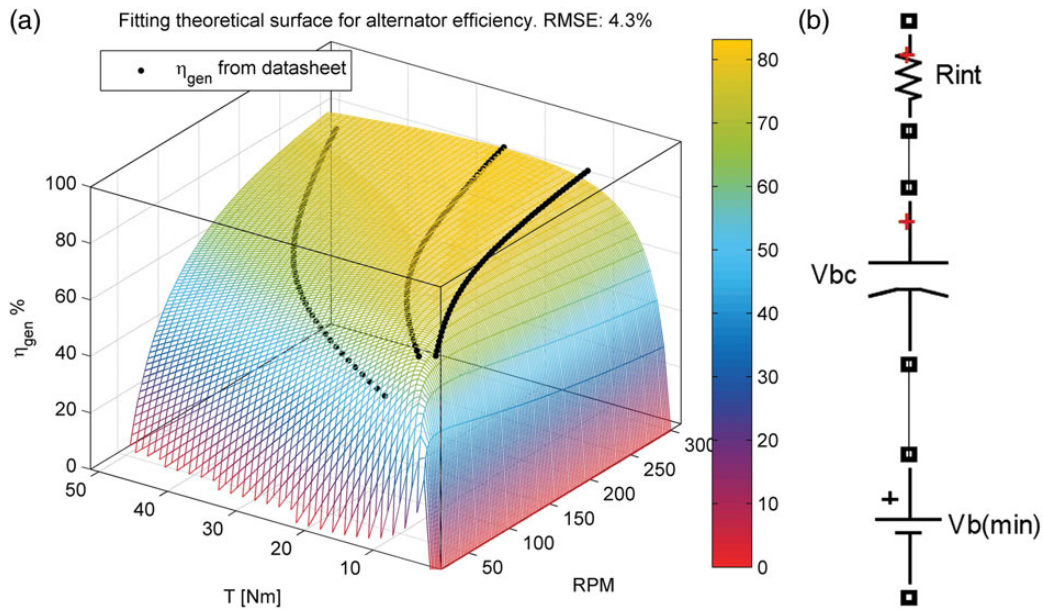 (a)
Fitting theoretical surface for alternator efficiency. RMSE: 4.3%
η_gen from datasheet
η_gen %
100
80
60
40
20
0
50
40
30
20
10
T [Nm]
50
100
150
200
250
300
RPM
80
70
60
50
40
30
20
10
0
(b)
Rint
Vbc
Vb(min)